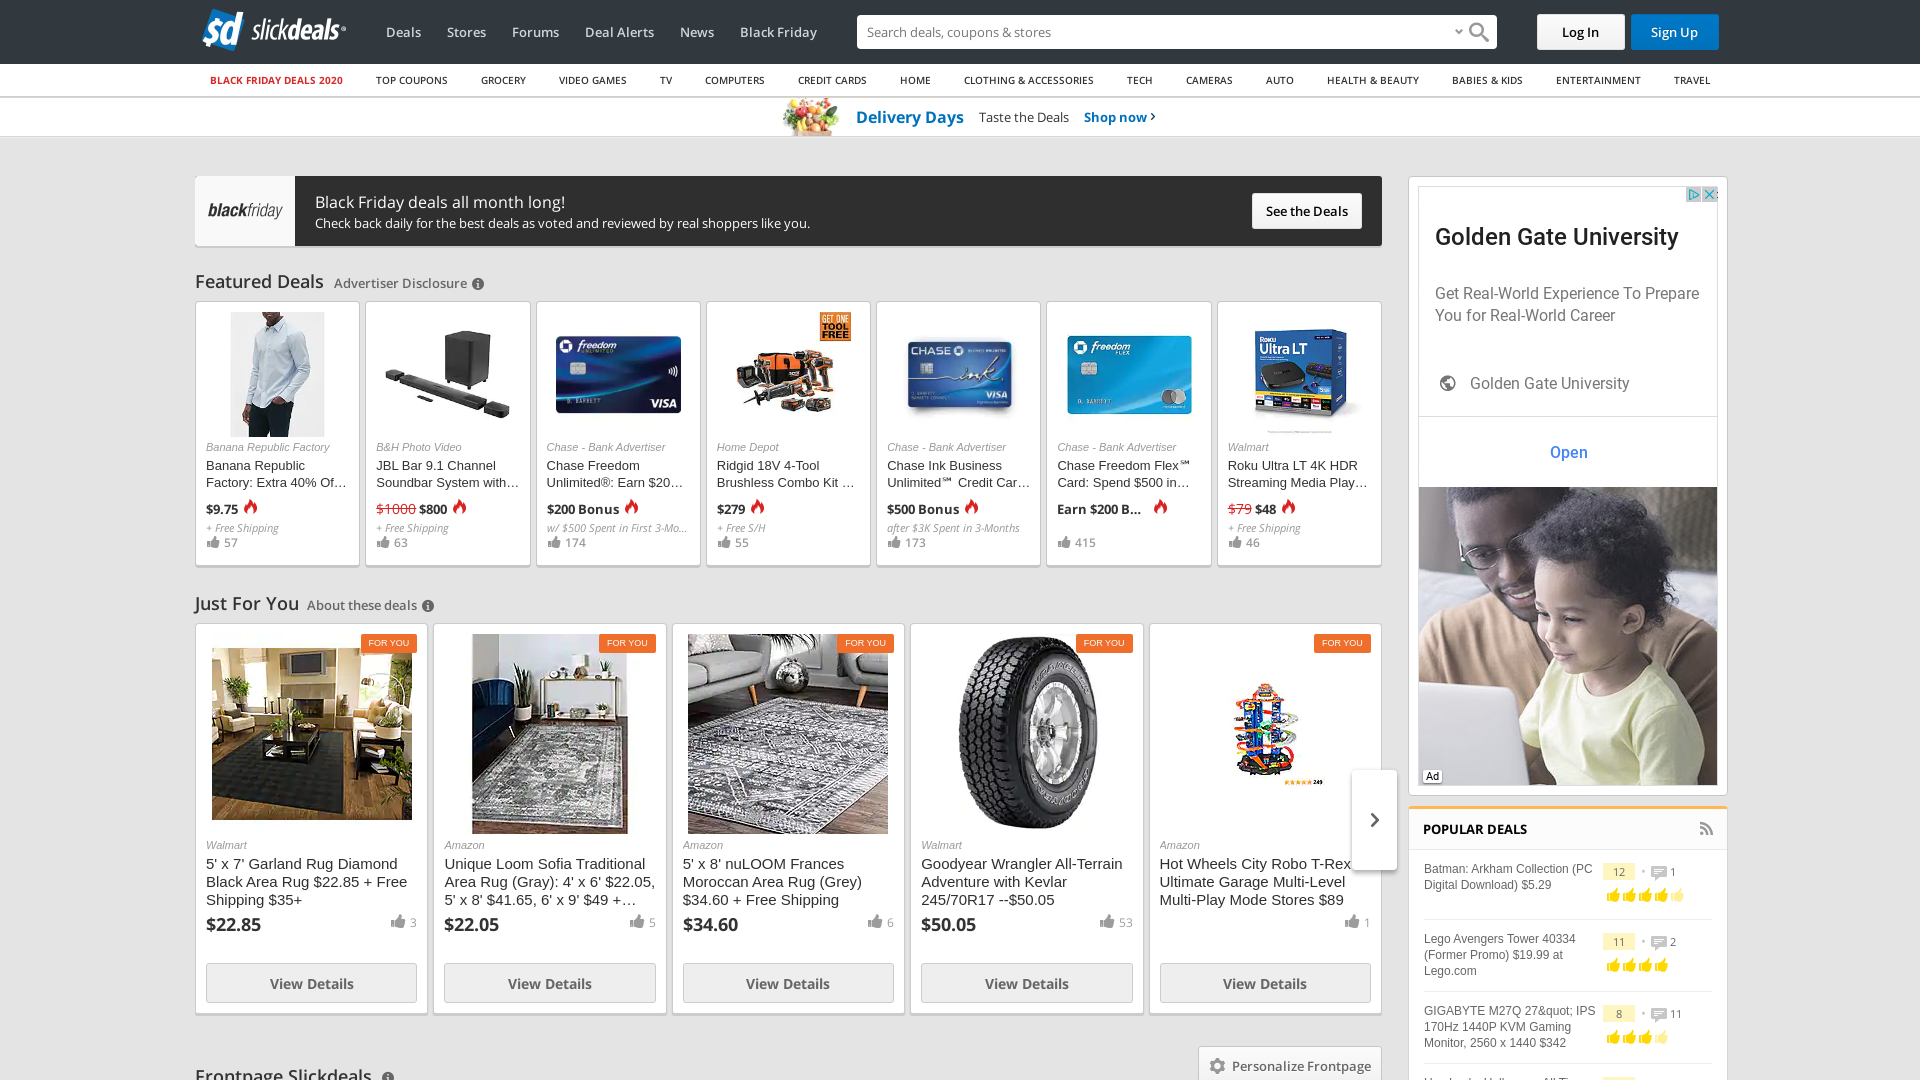 sd slickdeals
Deals Stores Forums Deal Alerts News Black Friday
Search deals, coupons & stores
Log In
Sign Up
BLACK FRIDAY DEALS 2020 TOP COUPONS GROCERY VIDEO GAMES TV COMPUTERS CREDIT CARDS HOME CLOTHING & ACCESSORIES TECH CAMERAS AUTO HEALTH & BEAUTY BABIES & KIDS ENTERTAINMENT TRAVEL
Delivery Days Taste the Deals Shop now
blackfriday
Black Friday deals all month long!
Check back daily for the best deals as voted and reviewed by real shoppers like you.
See the Deals
Featured Deals Advertiser Disclosure
Banana Republic Factory
Banana Republic
Factory: Extra 40% Of…
$9.75
+ Free Shipping
57
B&H Photo Video
JBL Bar 9.1 Channel
Soundbar System with…
$1000 $800
+ Free Shipping
63
freedom
UNLIMITED
D. BARRETT
VISA
Chase - Bank Advertiser
Chase Freedom
Unlimited®: Earn $20…
$200 Bonus
w/ $500 Spent in First 3-Mo…
174
GET ONE
TOOL
FREE
Home Depot
Ridgid 18V 4-Tool
Brushless Combo Kit …
$279
+ Free S/H
55
CHASE
ink
VISA
Chase - Bank Advertiser
Chase Ink Business
Unlimited℠ Credit Car…
$500 Bonus
after $3K Spent in 3-Months
173
freedom
FLEX
D. BARRETT
Chase - Bank Advertiser
Chase Freedom Flex℠
Card: Spend $500 in…
Earn $200 B…
415
Roku
Ultra LT
Walmart
Roku Ultra LT 4K HDR
Streaming Media Play…
$79 $48
+ Free Shipping
46
Just For You About these deals
FOR YOU
Walmart
5' x 7' Garland Rug Diamond
Black Area Rug $22.85 + Free
Shipping $35+
$22.85
3
View Details
FOR YOU
Amazon
Unique Loom Sofia Traditional
Area Rug (Gray): 4' x 6' $22.05,
5' x 8' $41.65, 6' x 9' $49 +…
$22.05
5
View Details
FOR YOU
Amazon
5' x 8' nuLOOM Frances
Moroccan Area Rug (Grey)
$34.60 + Free Shipping
$34.60
6
View Details
FOR YOU
Walmart
Goodyear Wrangler All-Terrain
Adventure with Kevlar
245/70R17 --$50.05
$50.05
53
View Details
FOR YOU
249
Amazon
Hot Wheels City Robo T-Rex
Ultimate Garage Multi-Level
Multi-Play Mode Stores $89
1
View Details
Frontpage Slickdeals
Personalize Frontpage
Golden Gate University
Get Real-World Experience To Prepare
You for Real-World Career
Golden Gate University
Open
Ad
POPULAR DEALS
Batman: Arkham Collection (PC
Digital Download) $5.29
12 • 1
Lego Avengers Tower 40334
(Former Promo) $19.99 at
Lego.com
11 • 2
GIGABYTE M27Q 27&quot; IPS
170Hz 1440P KVM Gaming
Monitor, 2560 x 1440 $342
8 • 11